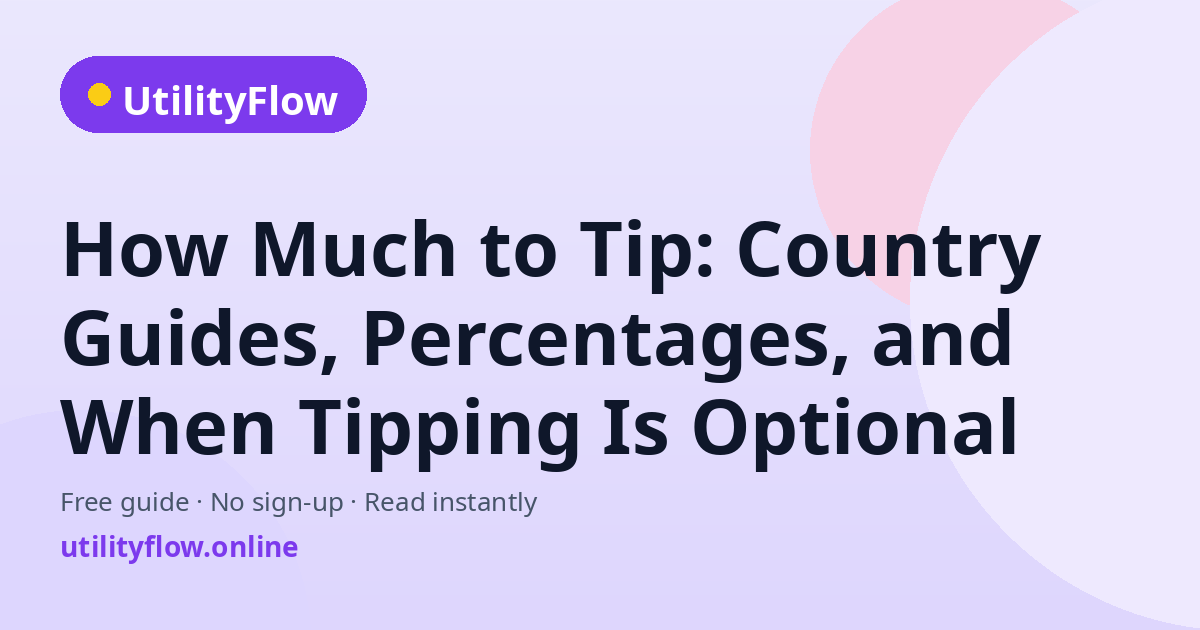 UtilityFlow
How Much to Tip: Country
Guides, Percentages, and
When Tipping Is Optional
Free guide · No sign-up · Read instantly
utilityflow.online